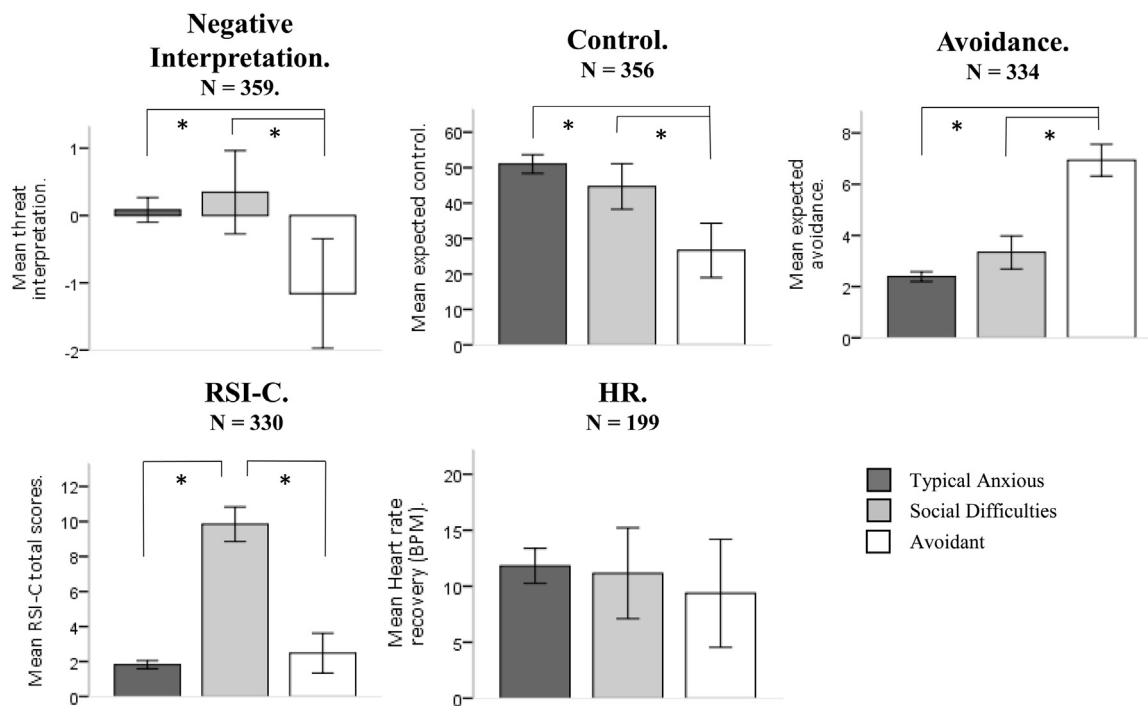 Negative
Interpretation.
N = 359.
*
*
Mean threat
interpretation.
1
0
-1
-2
Control.
N = 356
*
*
Mean expected control.
60
50
40
30
20
10
0
Avoidance.
N = 334
*
*
Mean expected
avoidance.
8
6
4
2
0
RSI-C.
N = 330
*
*
Mean RSI-C total scores.
12
10
8
6
4
2
0
HR.
N = 199
Mean Heart rate
recovery (BPM).
20
15
10
5
0
Typical Anxious
Social Difficulties
Avoidant